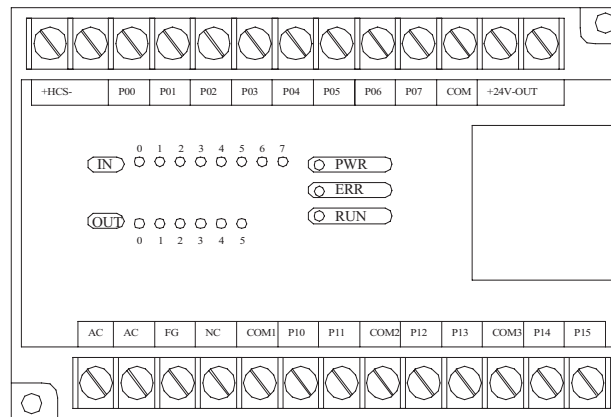 +HCS- P00 P01 P02 P03 P04 P05 P06 P07 COM +24V-OUT
0 1 2 3 4 5 6 7
IN PWR
ERR
OUT RUN
0 1 2 3 4 5
AC AC FG NC COM1 P10 P11 COM2 P12 P13 COM3 P14 P15